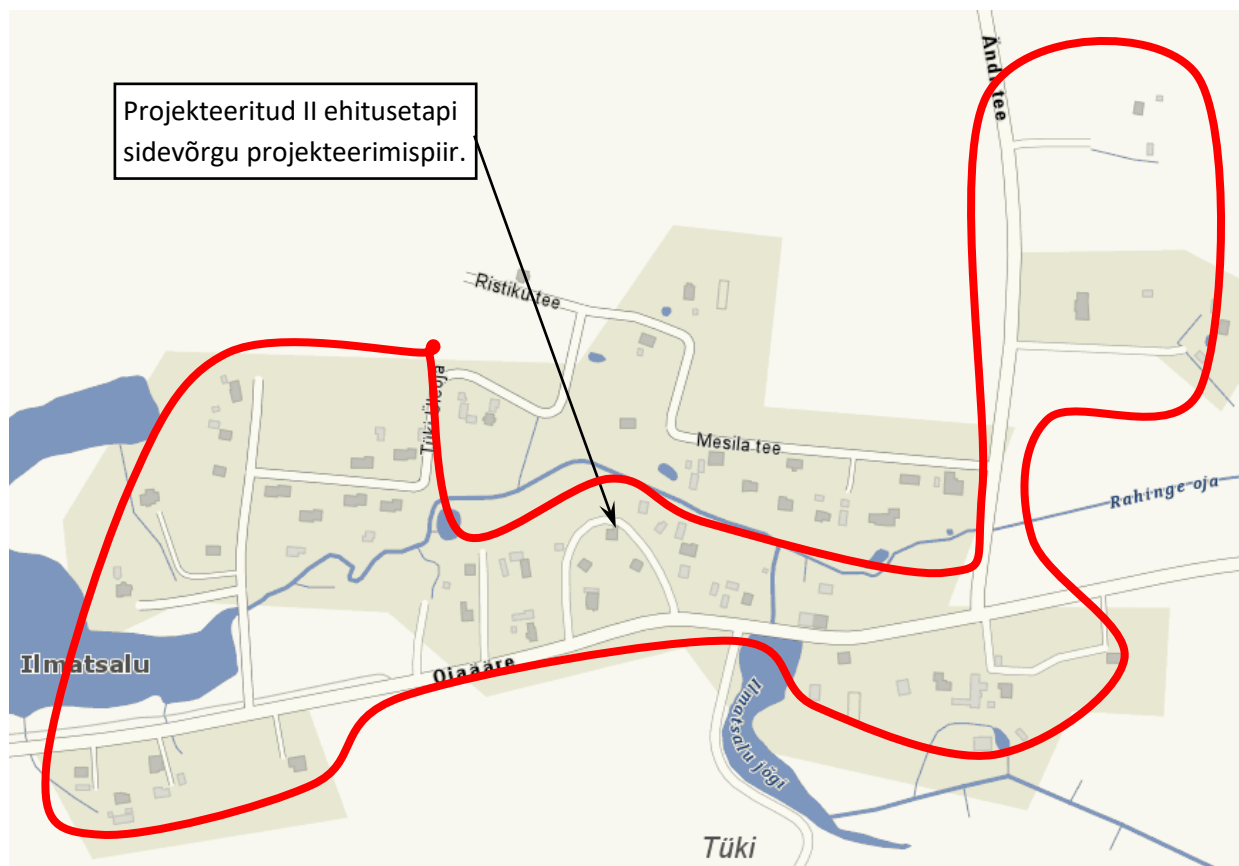 Projekteeritud II ehitusetapi
sidevõrgu projekteerimispiir.
Ristiku tee
Mesila tee
Rahinge oja
Ilmatsalu
Ojaääre
Ilmatsalu jõgi
Tüki